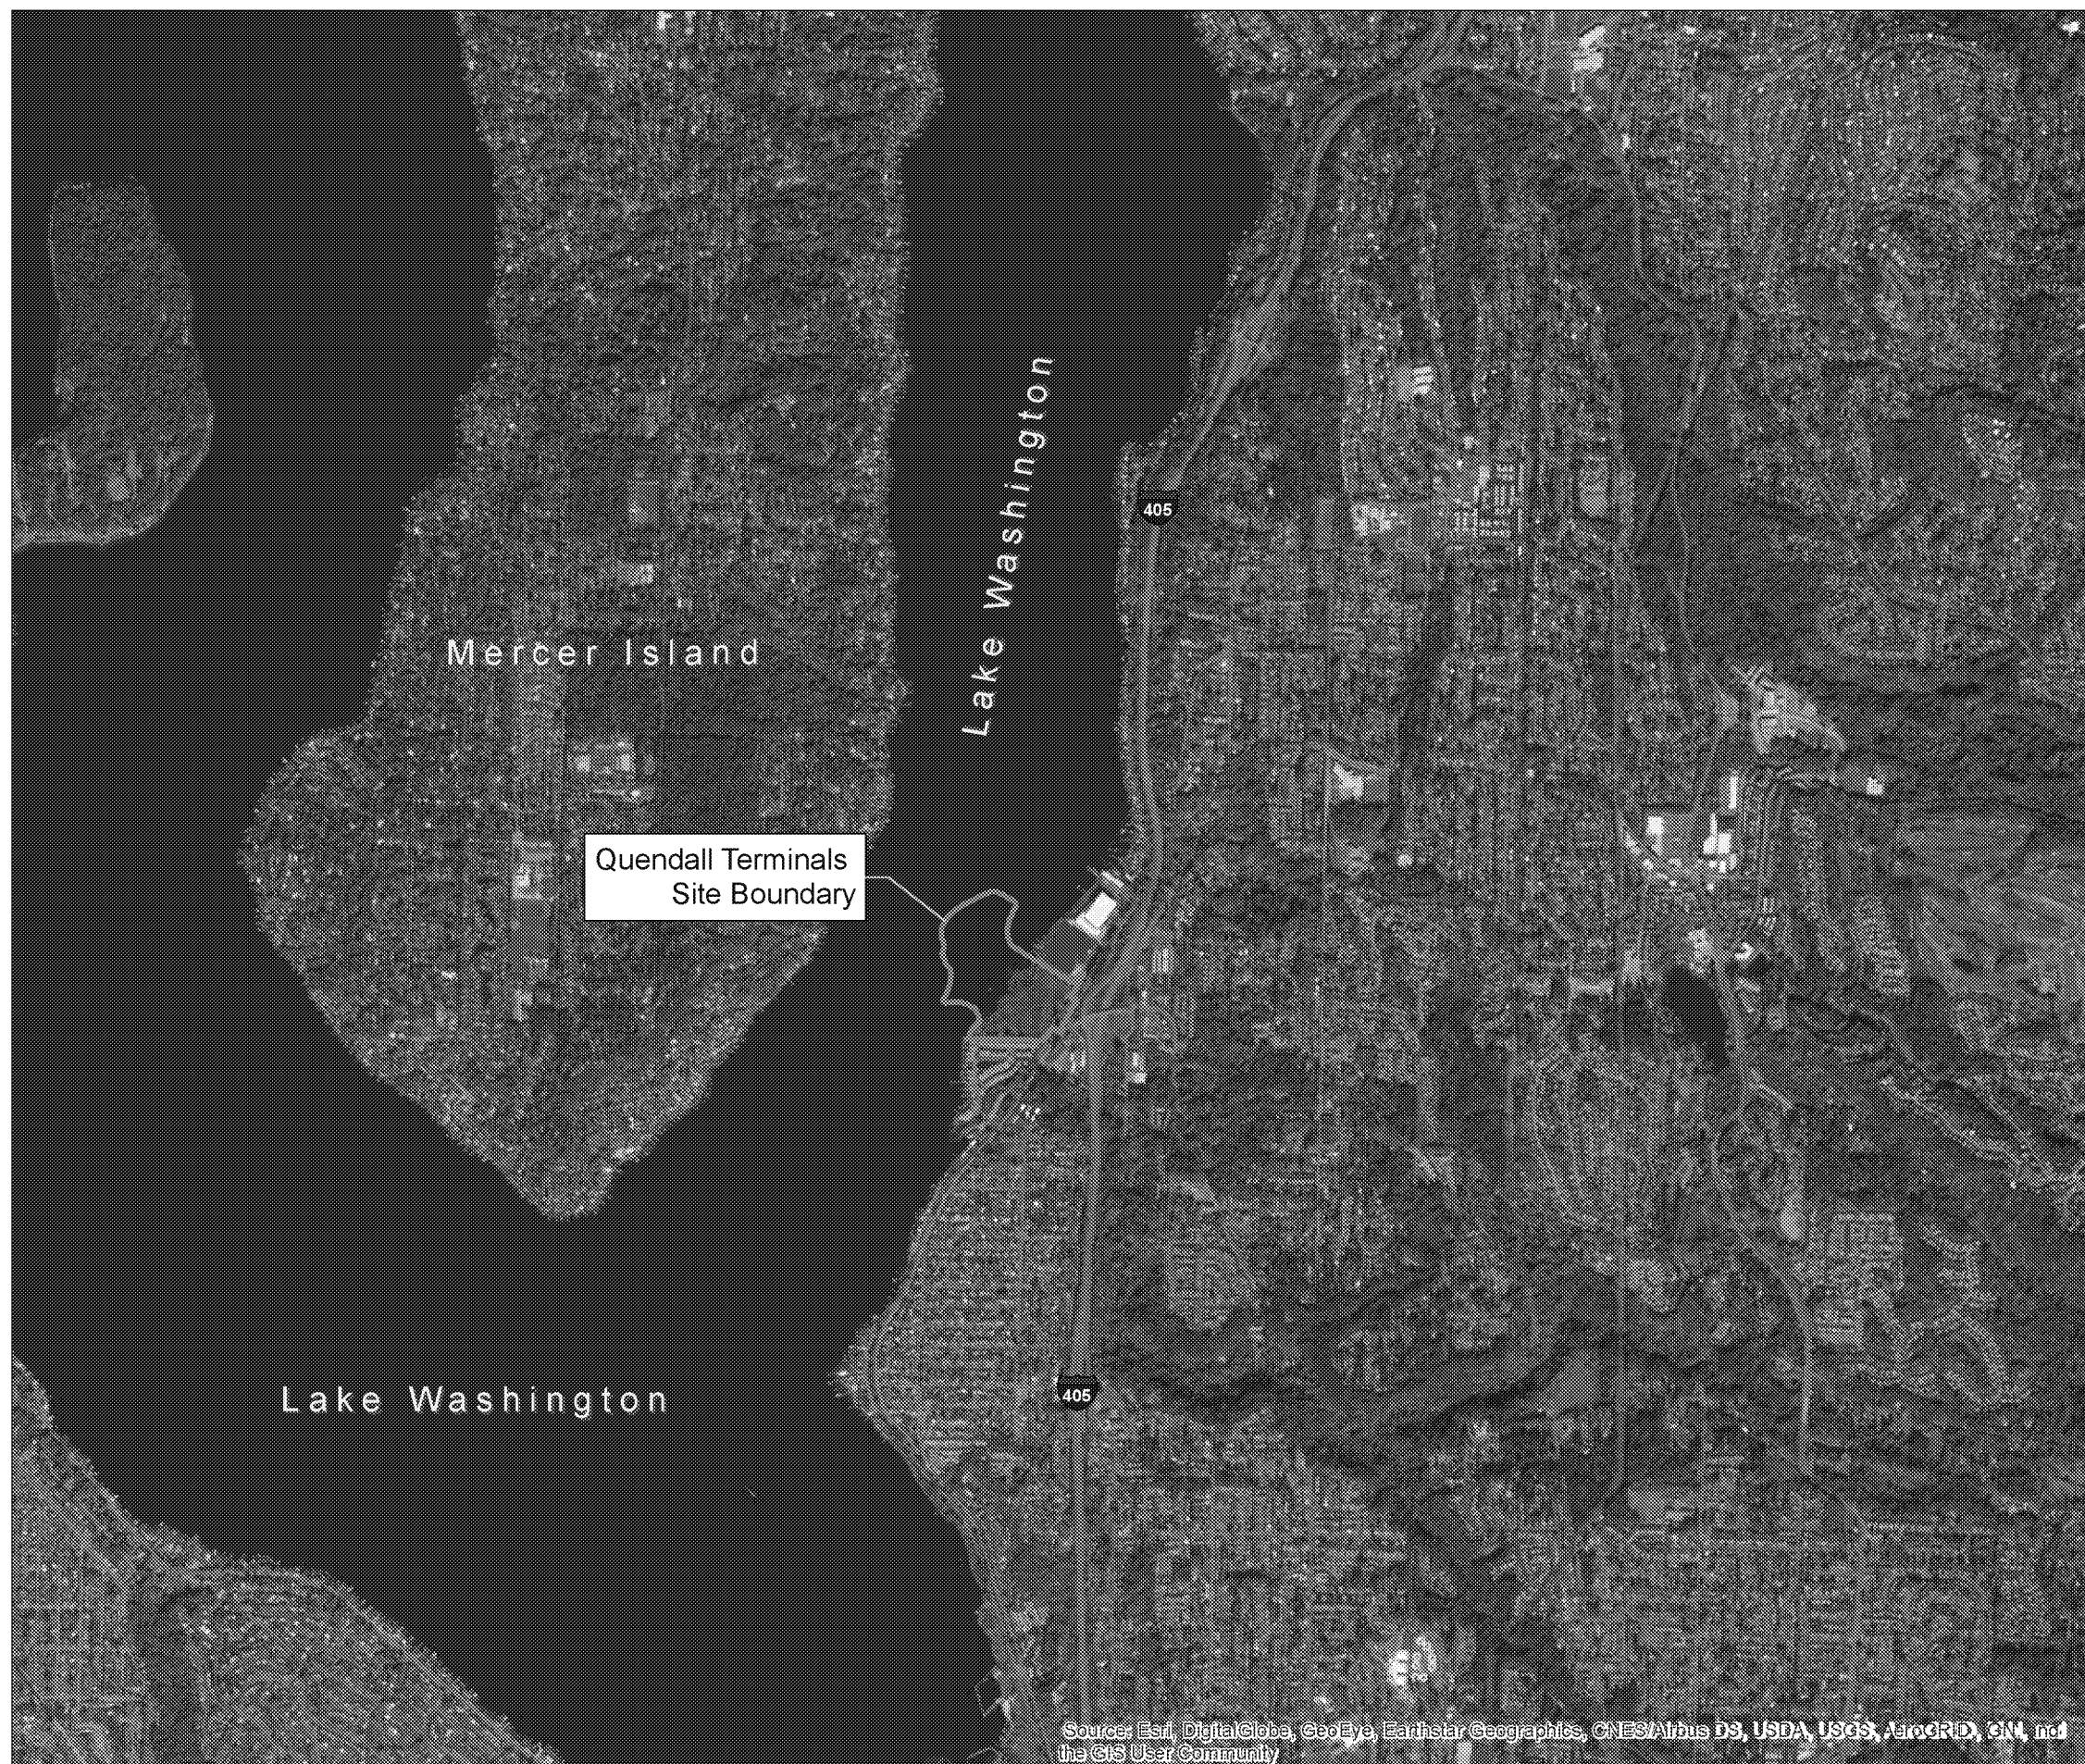 Lake Washington
405
Mercer Island
Quendall Terminals
Site Boundary
Lake Washington
405
Source: Esri, DigitalGlobe, GeoEye, Earthstar Geographics, CNES/Airbus DS, USDA, USGS, AeroGRID, IGN, and
the GIS User Community